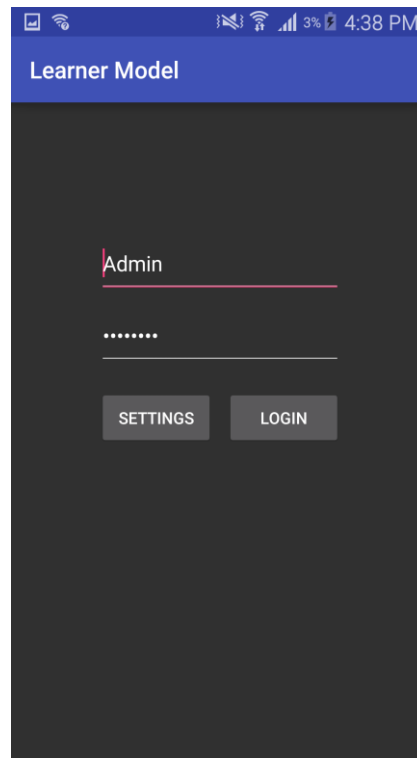 3% 4:38 PM
Learner Model
Admin
••••••••
SETTINGS LOGIN